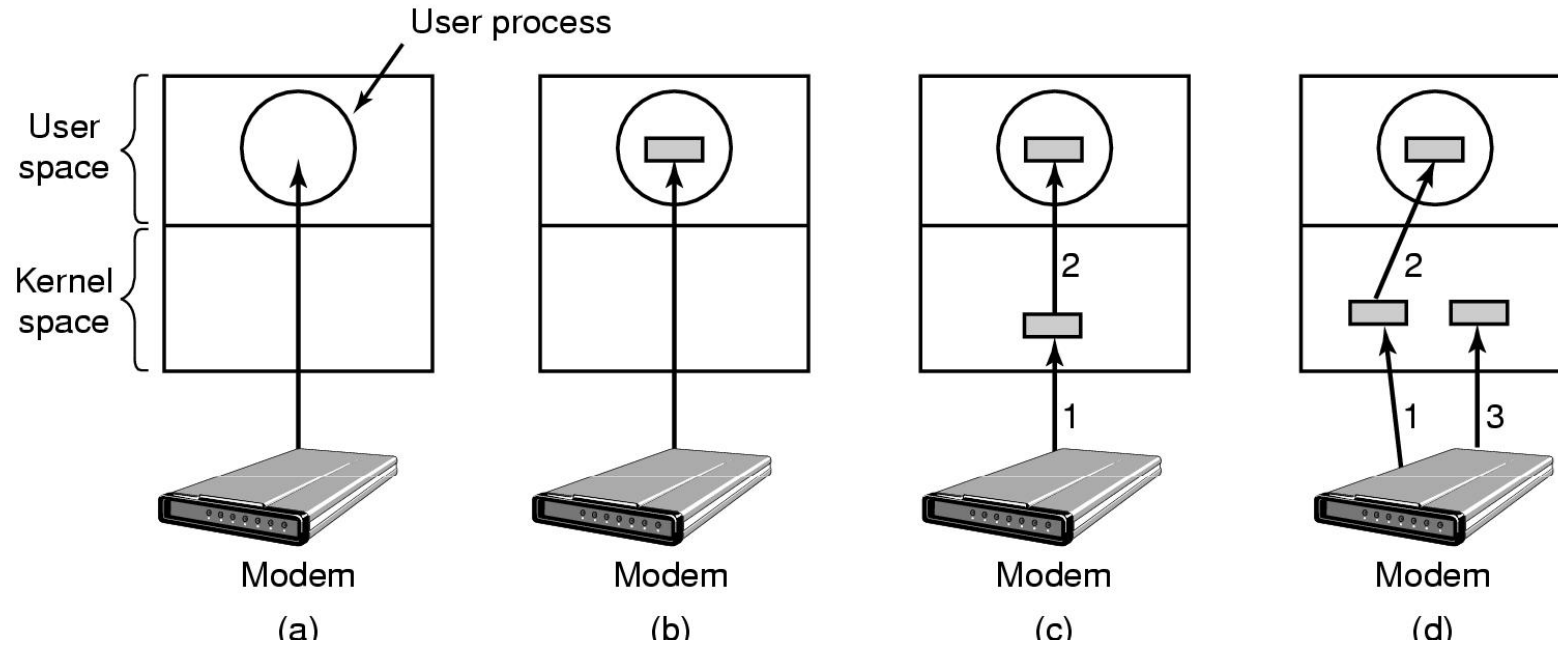 User process
User
space
Kernel
space
2
2
1
1
3
Modem
Modem
Modem
Modem
(a)
(b)
(c)
(d)